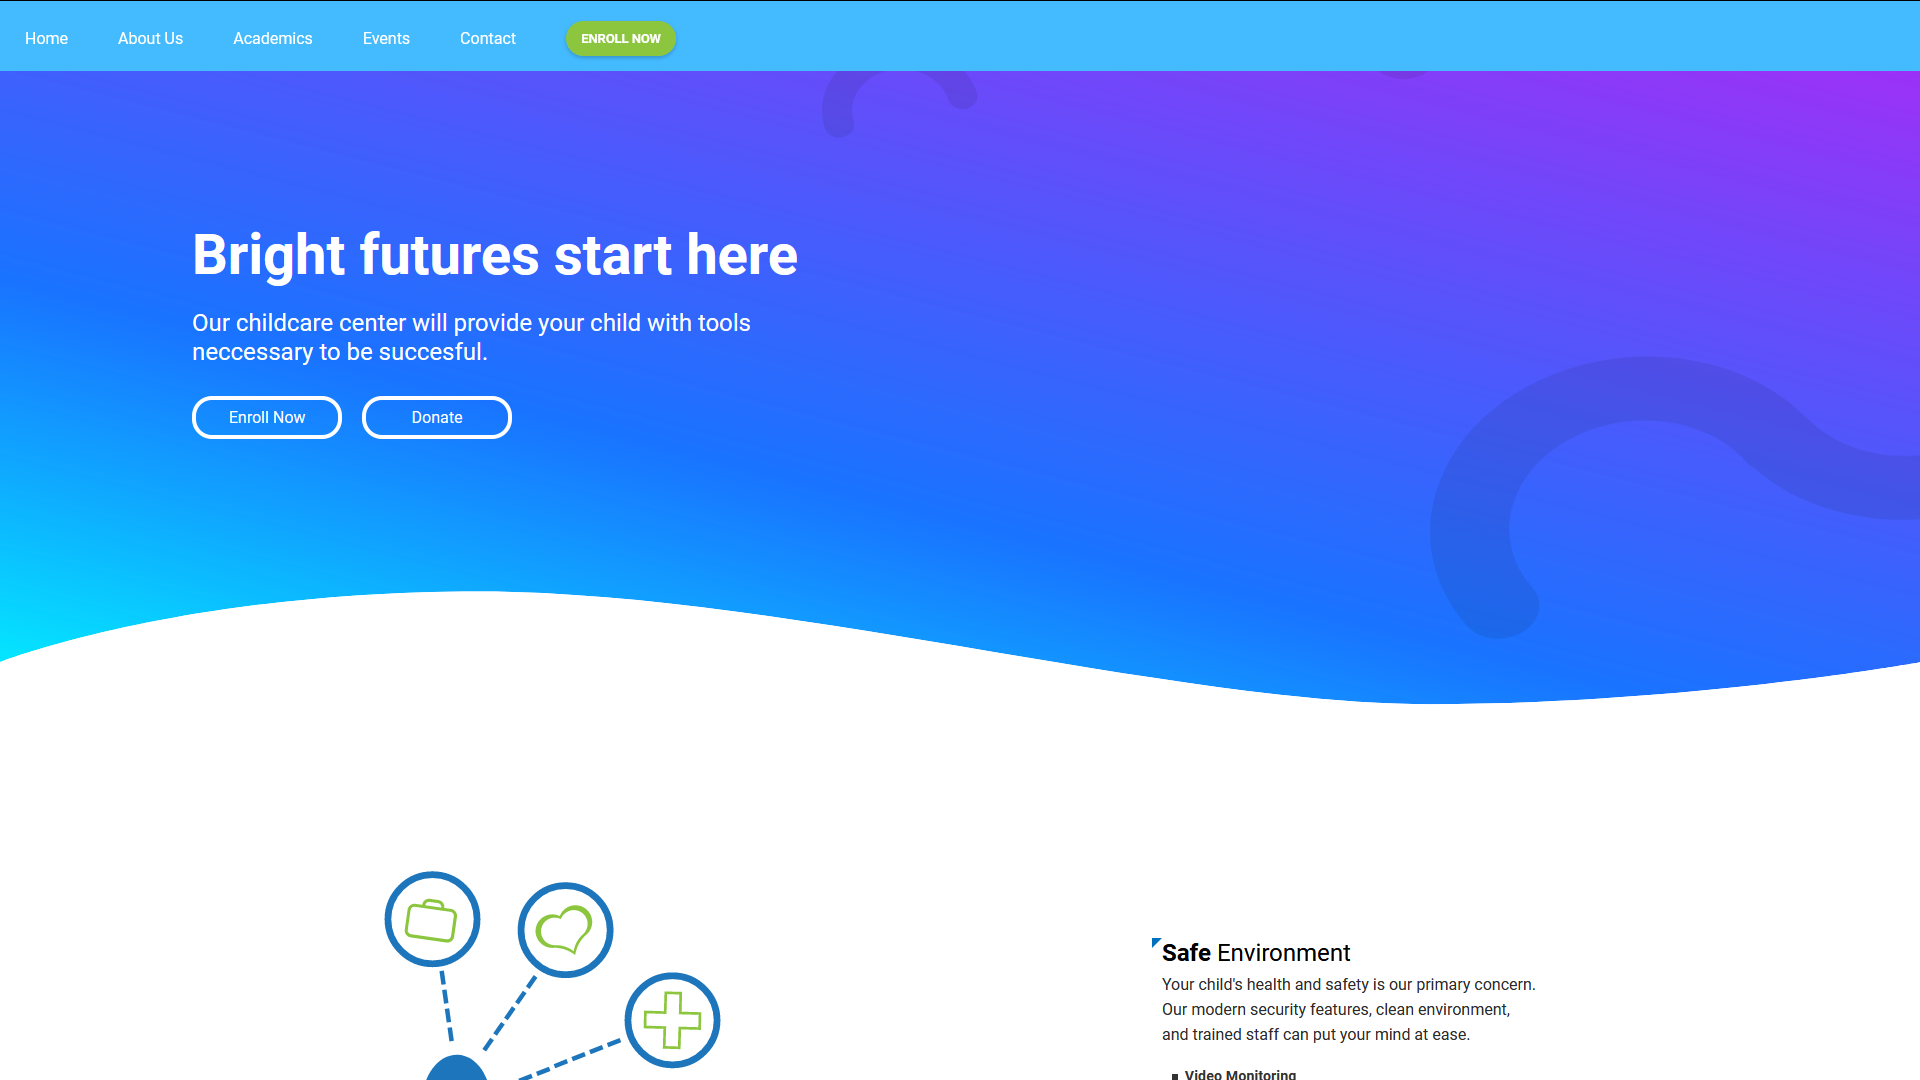 Home About Us Academics Events Contact ENROLL NOW
Bright futures start here
Our childcare center will provide your child with tools
neccessary to be succesful.
Enroll Now Donate
Safe Environment
Your child's health and safety is our primary concern.
Our modern security features, clean environment,
and trained staff can put your mind at ease.
Video Monitoring